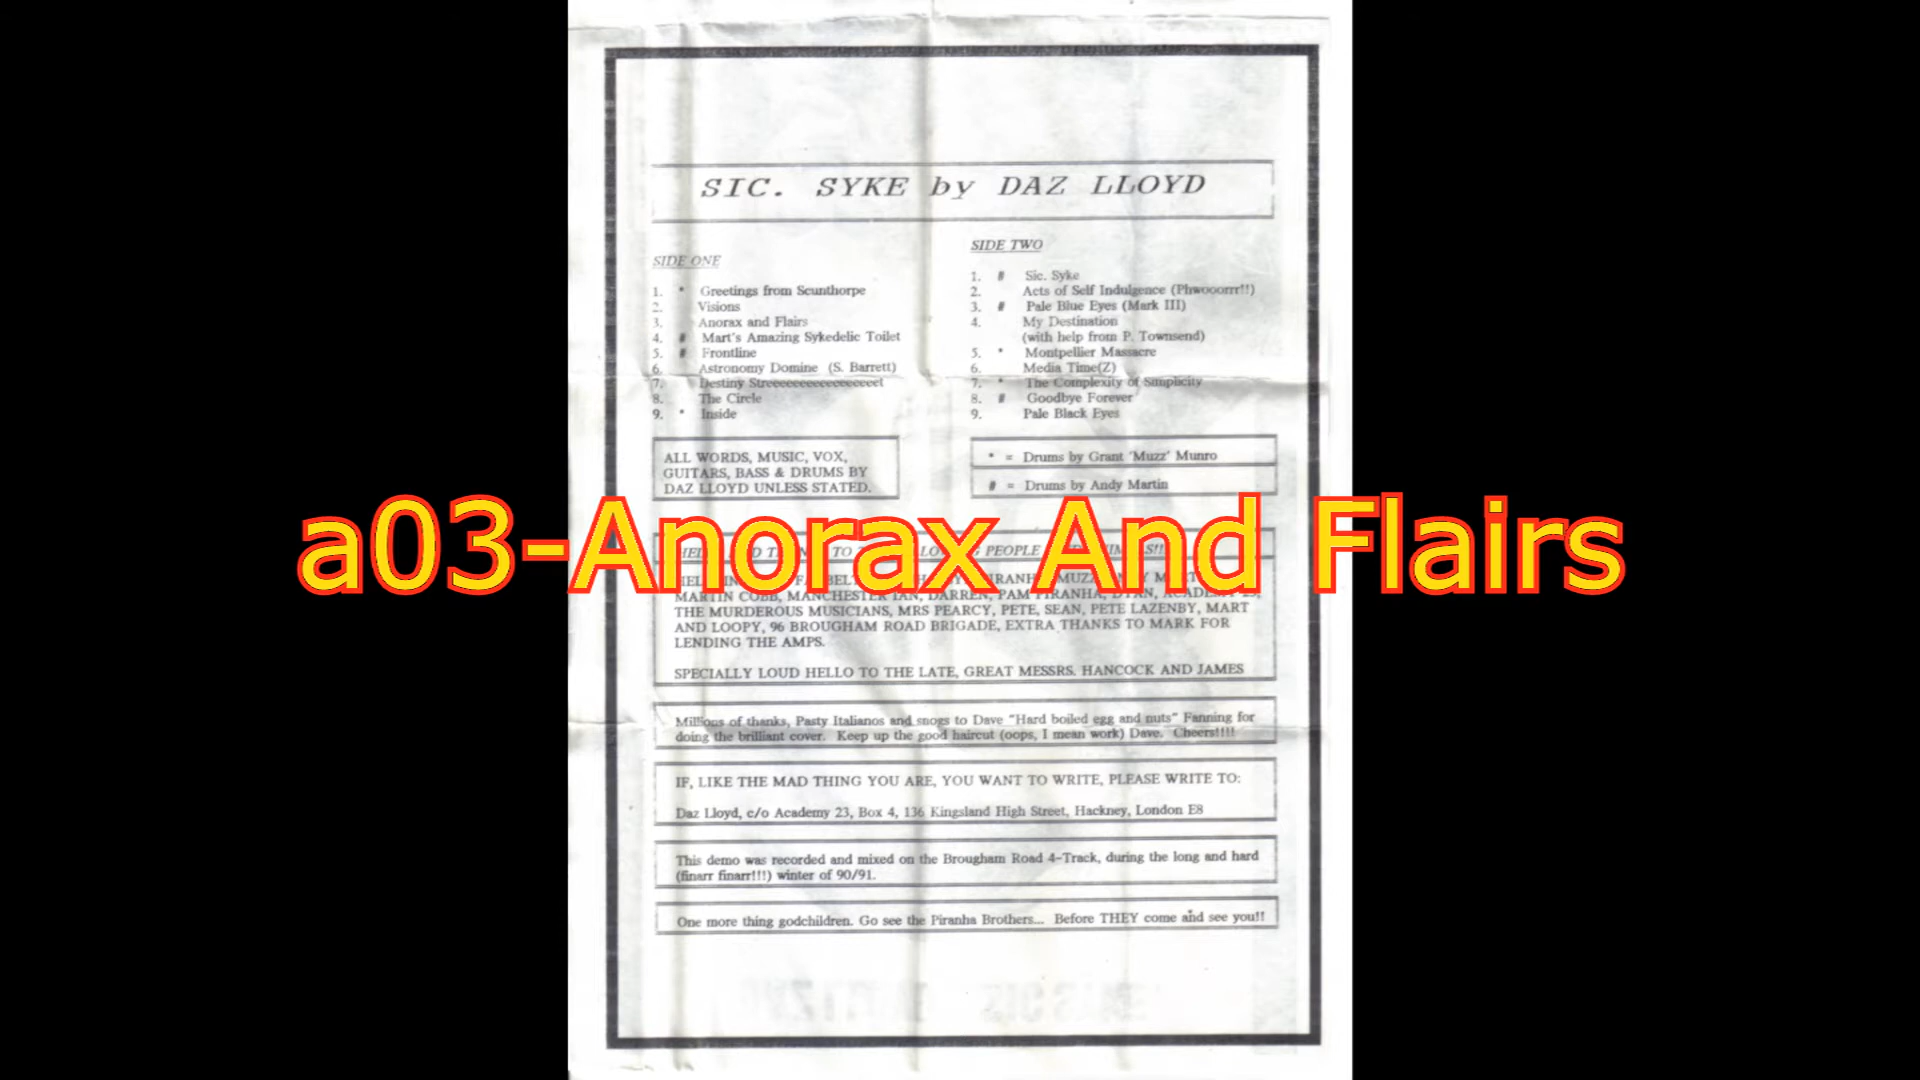 SIC. SYKE by DAZ LLOYD
SIDE ONE
1. * Greetings from Scunthorpe
2. Visions
3. Anorax and Flairs
4. # Mart's Amazing Sykedelic Toilet
5. # Frontline
6. Astronomy Domine (S. Barrett)
7. Destiny Streeeeeeeeeeeeeeeeet
8. The Circle
9. * Inside
SIDE TWO
1. # Sic. Syke
2. Acts of Self Indulgence (Phwooorrr!!)
3. # Pale Blue Eyes (Mark III)
4. My Destination
(with help from P. Townsend)
5. * Montpellier Massacre
6. Media Time(Z)
7. * The Complexity of Simplicity
8. # Goodbye Forever
9. Pale Black Eyes
ALL WORDS, MUSIC, VOX,
GUITARS, BASS & DRUMS BY
DAZ LLOYD UNLESS STATED.
* = Drums by Grant 'Muzz' Munro
# = Drums by Andy Martin
a03-Anorax And Flairs
TO PEOPLE
MUZZ
MARTIN COBB, MANCHESTER IAN, DARREN, PAM PIRANHA,
THE MURDEROUS MUSICIANS, MRS PEARCY, PETE, SEAN, PETE LAZENBY, MART
AND LOOPY, 96 BROUGHAM ROAD BRIGADE, EXTRA THANKS TO MARK FOR
LENDING THE AMPS.
SPECIALLY LOUD HELLO TO THE LATE, GREAT MESSRS. HANCOCK AND JAMES
Millions of thanks, Pasty Italianos and snogs to Dave "Hard boiled egg and nuts" Fanning for
doing the brilliant cover. Keep up the good haircut (oops, I mean work) Dave. Cheers!!!!
IF, LIKE THE MAD THING YOU ARE, YOU WANT TO WRITE, PLEASE WRITE TO:
Daz Lloyd, c/o Academy 23, Box 4, 136 Kingsland High Street, Hackney, London E8
This demo was recorded and mixed on the Brougham Road 4-Track, during the long and hard
(finarr finarr!!!) winter of 90/91.
One more thing godchildren. Go see the Piranha Brothers... Before THEY come and see you!!